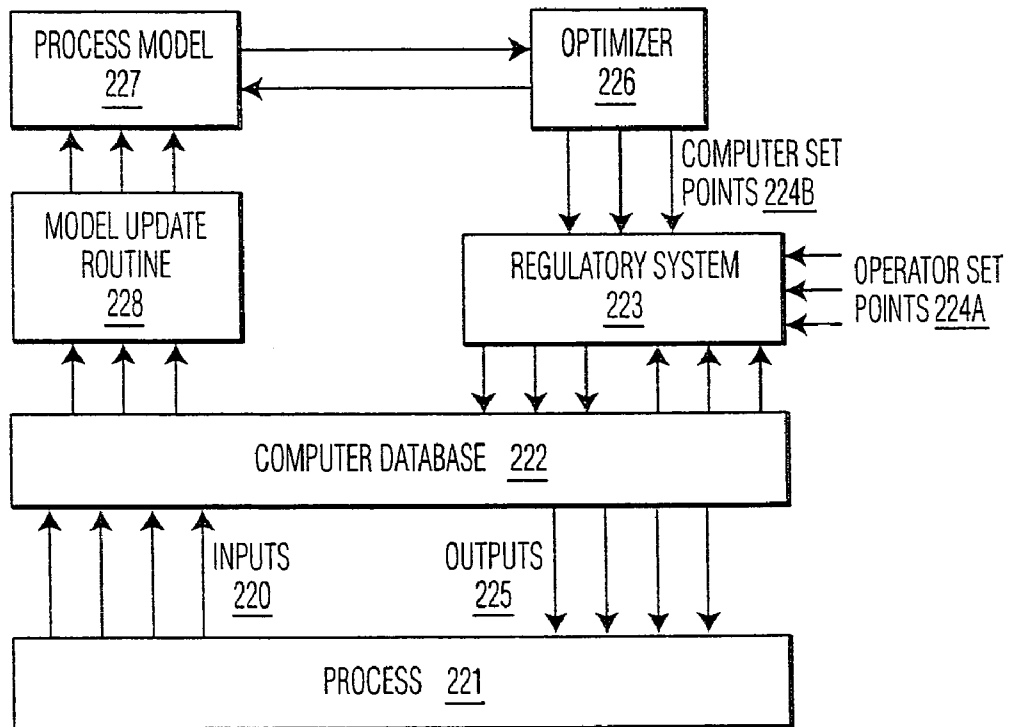 PROCESS MODEL
227
OPTIMIZER
226
COMPUTER SET
POINTS 224B
MODEL UPDATE
ROUTINE
228
REGULATORY SYSTEM
223
OPERATOR SET
POINTS 224A
COMPUTER DATABASE 222
INPUTS
220
OUTPUTS
225
PROCESS 221